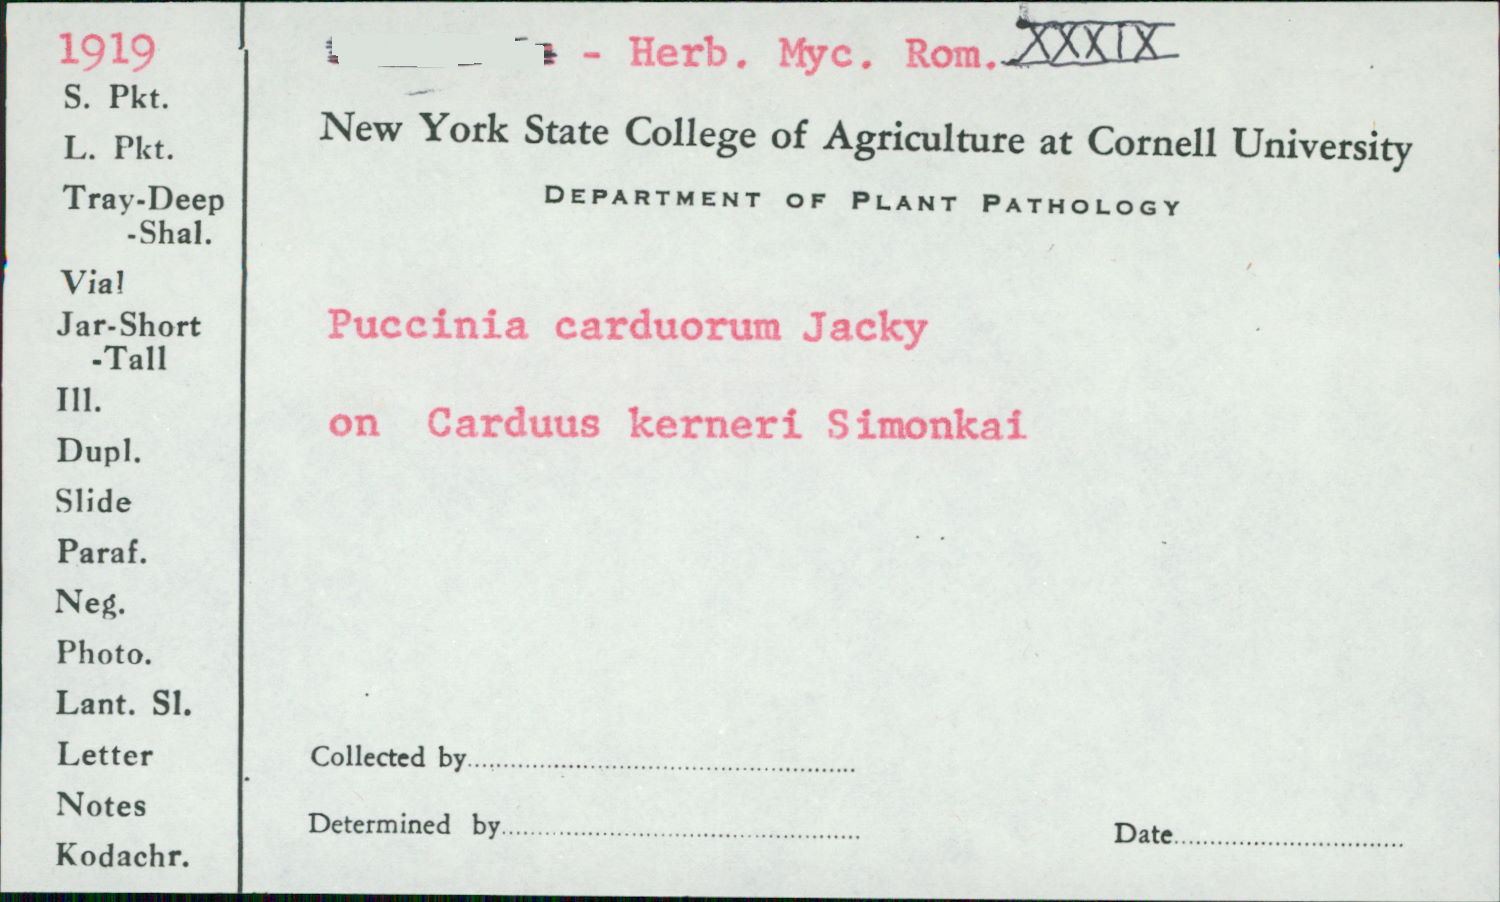 1919
- Herb. Myc. Rom. XXXIX
S. Pkt.
New York State College of Agriculture at Cornell University
L. Pkt.
Department of Plant Pathology
Tray-Deep
-Shal.
Vial
Puccinia carduorum Jacky
Jar-Short
-Tall
Ill.
on Carduus kerneri Simonkai
Dupl.
Slide
Paraf.
Neg.
Photo.
Lant. Sl.
Letter
Collected by
Notes
Determined by
Date
Kodachr.